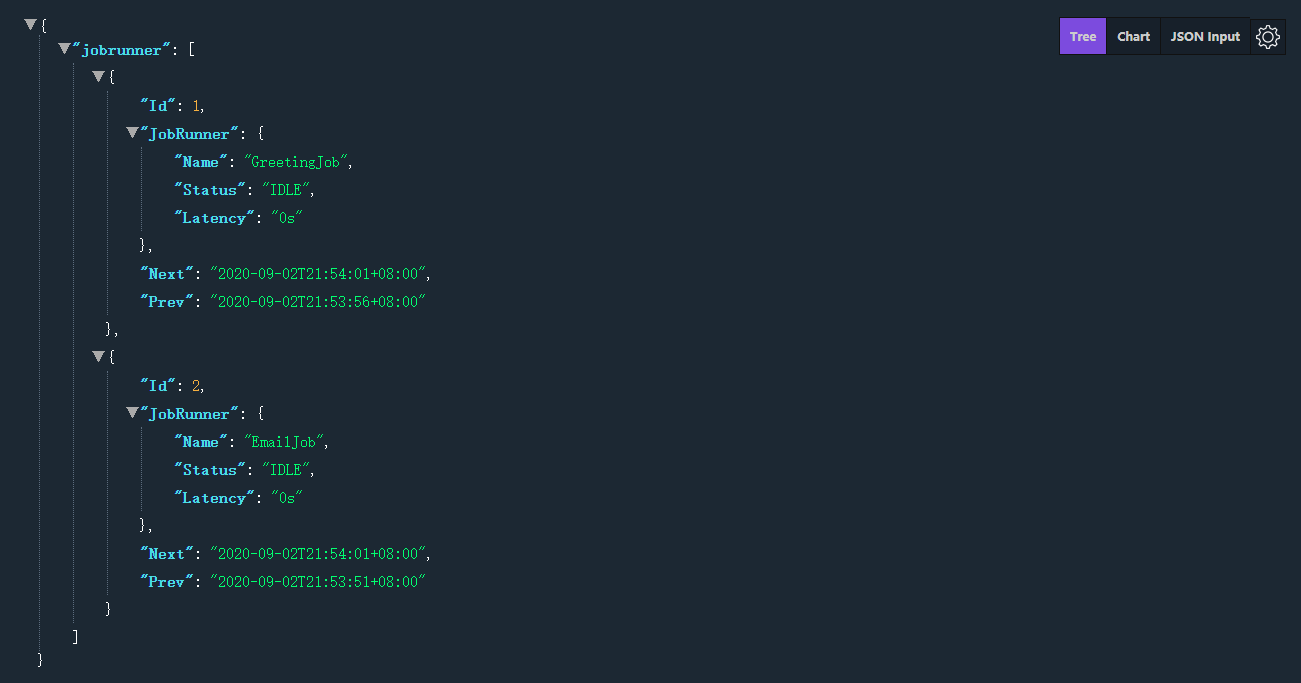 {
Tree Chart JSON Input
"jobrunner": [
{
"Id": 1,
"JobRunner": {
"Name": "GreetingJob",
"Status": "IDLE",
"Latency": "0s"
},
"Next": "2020-09-02T21:54:01+08:00",
"Prev": "2020-09-02T21:53:56+08:00"
},
{
"Id": 2,
"JobRunner": {
"Name": "EmailJob",
"Status": "IDLE",
"Latency": "0s"
},
"Next": "2020-09-02T21:54:01+08:00",
"Prev": "2020-09-02T21:53:51+08:00"
}
]
}